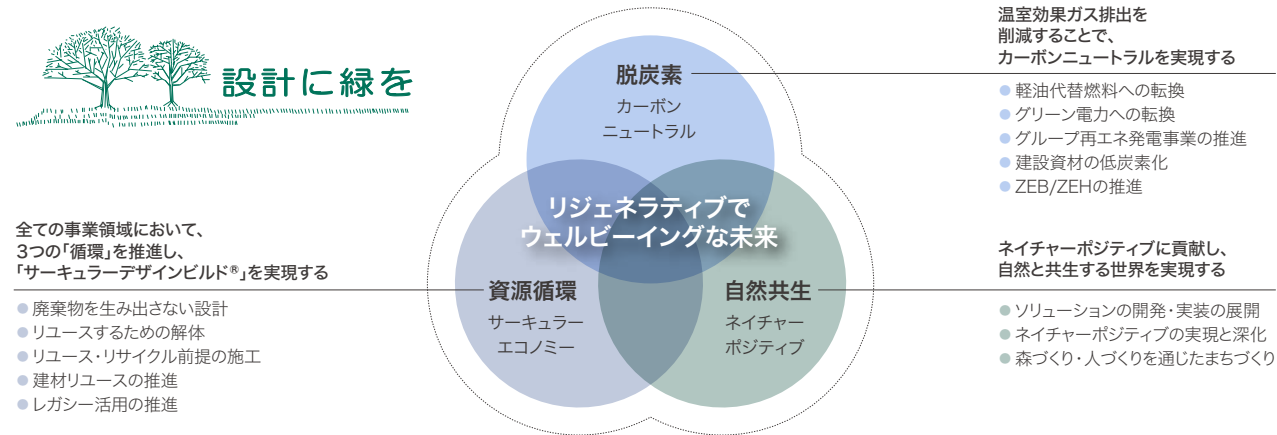 設計に緑を
脱炭素
カーボン
ニュートラル
リジェネラティブで
ウェルビーイングな未来
資源循環
サーキュラー
エコノミー
自然共生
ネイチャー
ポジティブ
温室効果ガス排出を
削減することで、
カーボンニュートラルを実現する
● 軽油代替燃料への転換
● グリーン電力への転換
● グループ再エネ発電事業の推進
● 建設資材の低炭素化
● ZEB/ZEHの推進
全ての事業領域において、
3つの「循環」を推進し、
「サーキュラーデザインビルド®」を実現する
● 廃棄物を生み出さない設計
● リユースするための解体
● リユース・リサイクル前提の施工
● 建材リユースの推進
● レガシー活用の推進
ネイチャーポジティブに貢献し、
自然と共生する世界を実現する
● ソリューションの開発・実装の展開
● ネイチャーポジティブの実現と深化
● 森づくり・人づくりを通じたまちづくり